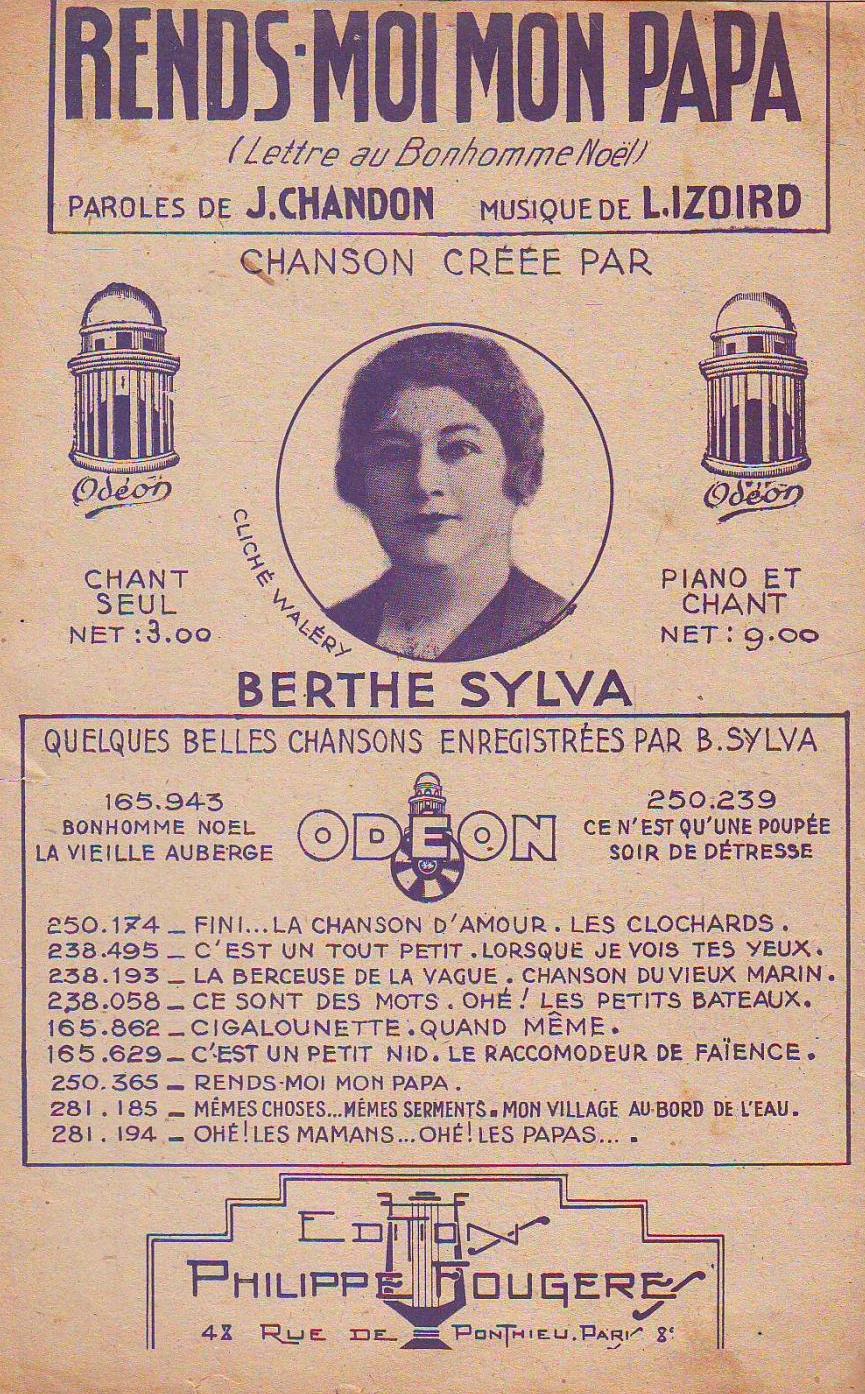 RENDS-MOI MON PAPA
(Lettre au Bonhomme Noël)
PAROLES DE J.CHANDON MUSIQUE DE L.IZOIRD
CHANSON CRÉÉE PAR
Odéon
Odéon
CLICHÉ WALÉRY
CHANT
SEUL
NET : 3.00
PIANO ET
CHANT
NET : 9.00
BERTHE SYLVA
QUELQUES BELLES CHANSONS ENREGISTRÉES PAR B.SYLVA
165.943
BONHOMME NOEL
LA VIEILLE AUBERGE
ODEON
250.239
CE N'EST QU'UNE POUPÉE
SOIR DE DÉTRESSE
250.174 _ FINI...LA CHANSON D'AMOUR . LES CLOCHARDS .
238.495 _ C'EST UN TOUT PETIT . LORSQUE JE VOIS TES YEUX .
238.193 _ LA BERCEUSE DE LA VAGUE . CHANSON DU VIEUX MARIN .
238.058 _ CE SONT DES MOTS . OHÉ! LES PETITS BATEAUX .
165.862 _ CIGALOUNETTE . QUAND MÊME .
165.629 _ C'EST UN PETIT NID . LE RACCOMODEUR DE FAÏENCE .
250.365 _ RENDS-MOI MON PAPA .
281.185 _ MÊMES CHOSES...MÊMES SERMENTS . MON VILLAGE AU BORD DE L'EAU .
281.194 _ OHÉ! LES MAMANS...OHÉ! LES PAPAS... .
EDITIONS
PHILIPPE FOUGERES
48 RUE DE PONTHIEU. PARIS 8e